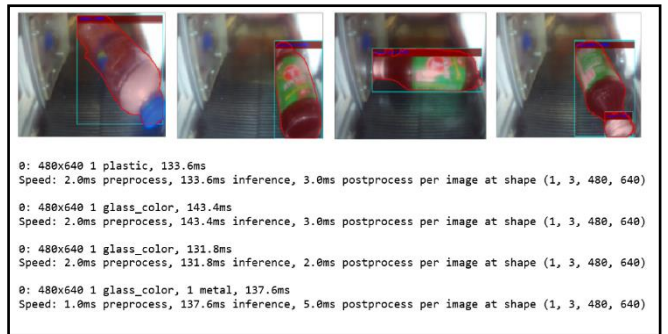 0: 480x640 1 plastic, 133.6ms
Speed: 2.0ms preprocess, 133.6ms inference, 3.0ms postprocess per image at shape (1, 3, 480, 640)
0: 480x640 1 glass_color, 143.4ms
Speed: 2.0ms preprocess, 143.4ms inference, 3.0ms postprocess per image at shape (1, 3, 480, 640)
0: 480x640 1 glass_color, 131.8ms
Speed: 2.0ms preprocess, 131.8ms inference, 2.0ms postprocess per image at shape (1, 3, 480, 640)
0: 480x640 1 glass_color, 1 metal, 137.6ms
Speed: 1.0ms preprocess, 137.6ms inference, 5.0ms postprocess per image at shape (1, 3, 480, 640)